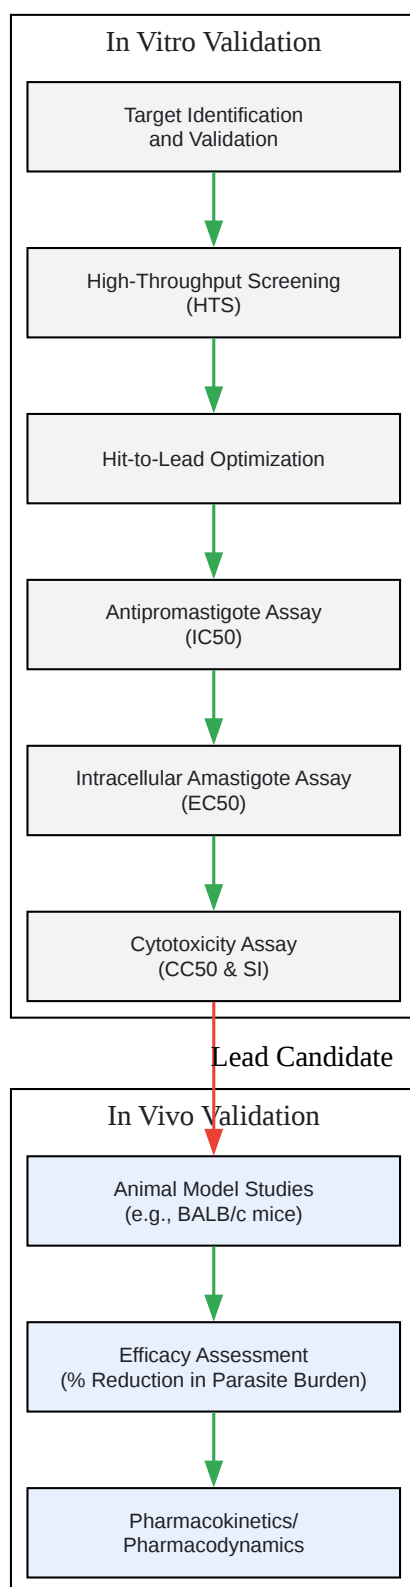 In Vitro Validation
Target Identification
and Validation
High-Throughput Screening
(HTS)
Hit-to-Lead Optimization
Antipromastigote Assay
(IC50)
Intracellular Amastigote Assay
(EC50)
Cytotoxicity Assay
(CC50 & SI)
Lead Candidate
In Vivo Validation
Animal Model Studies
(e.g., BALB/c mice)
Efficacy Assessment
(% Reduction in Parasite Burden)
Pharmacokinetics/
Pharmacodynamics